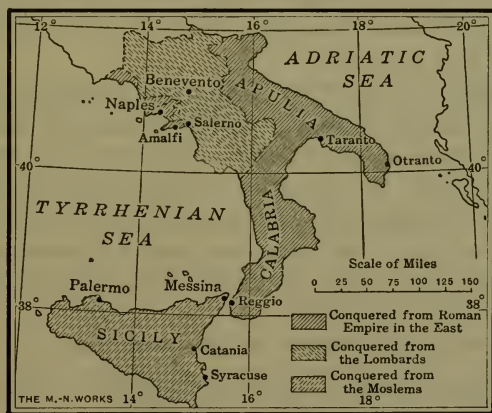 12° 14° 16° 18° 20°
ADRIATIC
SEA
Benevento
APULIA
Naples
Salerno
Amalfi
Taranto
Otranto
40° 40°
TYRRHENIAN
SEA
CALABRIA
Scale of Miles
0 25 50 75 100 125 150
Palermo
Messina
Reggio
38° 38°
SICILY
Catania
Syracuse
Conquered from Roman
Empire in the East
Conquered from
the Lombards
Conquered from
the Moslems
THE M.-N. WORKS
14° 16° 18°